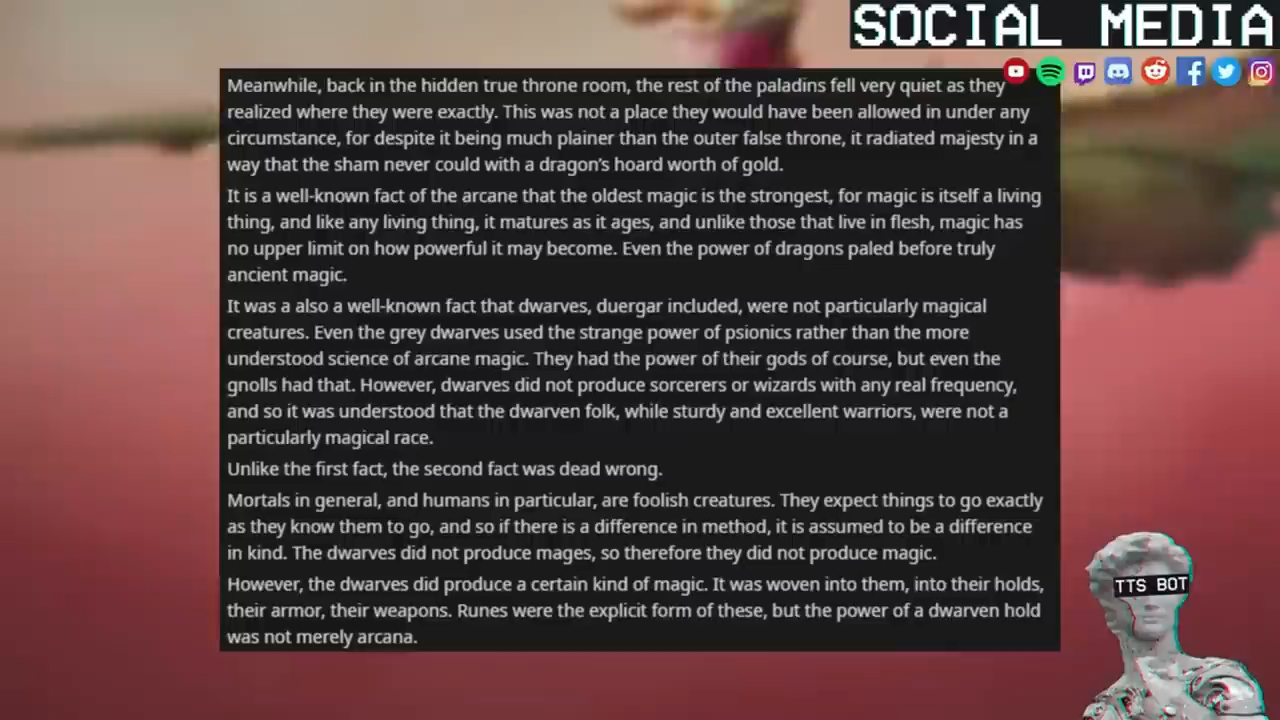 SOCIAL MEDIA
Meanwhile, back in the hidden true throne room, the rest of the paladins fell very quiet as they
realized where they were exactly. This was not a place they would have been allowed in under any
circumstance, for despite it being much plainer than the outer false throne, it radiated majesty in a
way that the sham never could with a dragon’s hoard worth of gold.
It is a well-known fact of the arcane that the oldest magic is the strongest, for magic is itself a living
thing, and like any living thing, it matures as it ages, and unlike those that live in flesh, magic has
no upper limit on how powerful it may become. Even the power of dragons paled before truly
ancient magic.
It was a also a well-known fact that dwarves, duergar included, were not particularly magical
creatures. Even the grey dwarves used the strange power of psionics rather than the more
understood science of arcane magic. They had the power of their gods of course, but even the
gnolls had that. However, dwarves did not produce sorcerers or wizards with any real frequency,
and so it was understood that the dwarven folk, while sturdy and excellent warriors, were not a
particularly magical race.
Unlike the first fact, the second fact was dead wrong.
Mortals in general, and humans in particular, are foolish creatures. They expect things to go exactly
as they know them to go, and so if there is a difference in method, it is assumed to be a difference
in kind. The dwarves did not produce mages, so therefore they did not produce magic.
However, the dwarves did produce a certain kind of magic. It was woven into them, into their holds,
their armor, their weapons. Runes were the explicit form of these, but the power of a dwarven hold
was not merely arcana.
TTS BOT